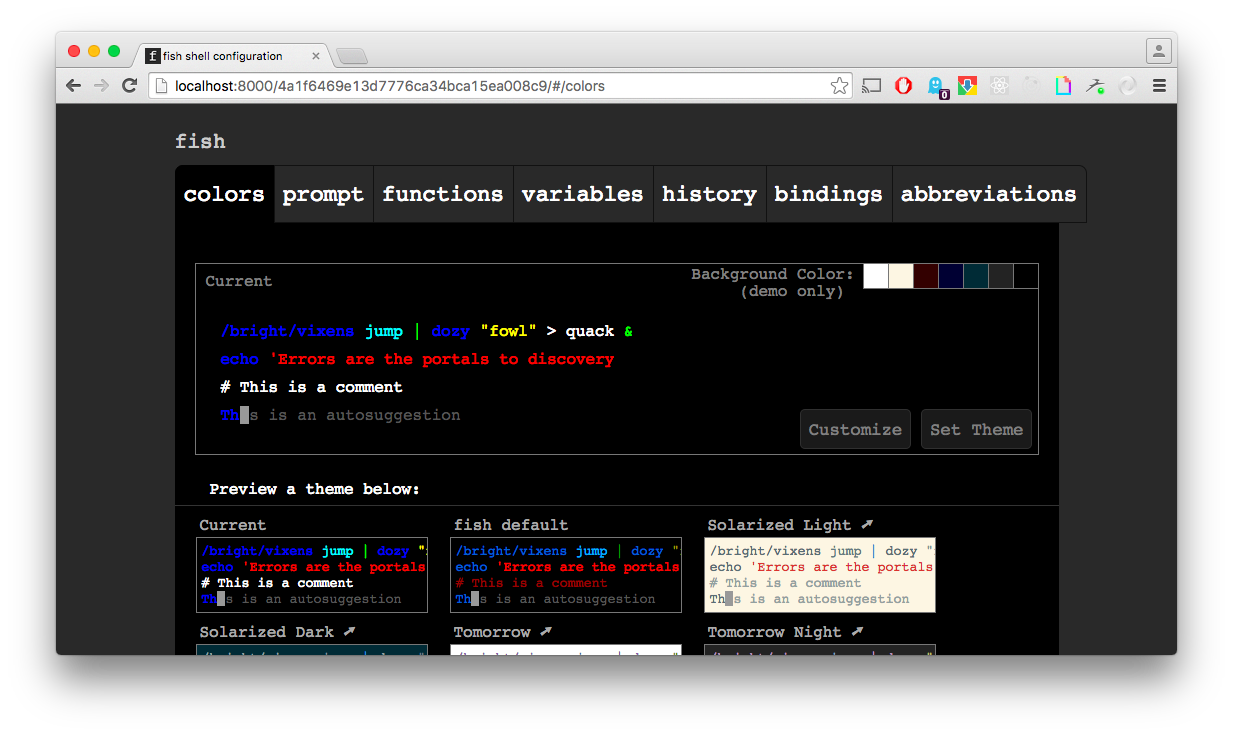 f fish shell configuration ×
localhost:8000/4a1f6469e13d7776ca34bca15ea008c9/#/colors
0
fish
colors prompt functions variables history bindings abbreviations
Current
Background Color:
(demo only)
/bright/vixens jump | dozy "fowl" > quack &
echo 'Errors are the portals to discovery
# This is a comment
Th s is an autosuggestion
Customize Set Theme
Preview a theme below:
Current
/bright/vixens jump | dozy "
echo 'Errors are the portals
# This is a comment
Th s is an autosuggestion
fish default
/bright/vixens jump | dozy "
echo 'Errors are the portals
# This is a comment
Th s is an autosuggestion
Solarized Light ➚
/bright/vixens jump | dozy "
echo 'Errors are the portals
# This is a comment
Th s is an autosuggestion
Solarized Dark ➚
Tomorrow ➚
Tomorrow Night ➚